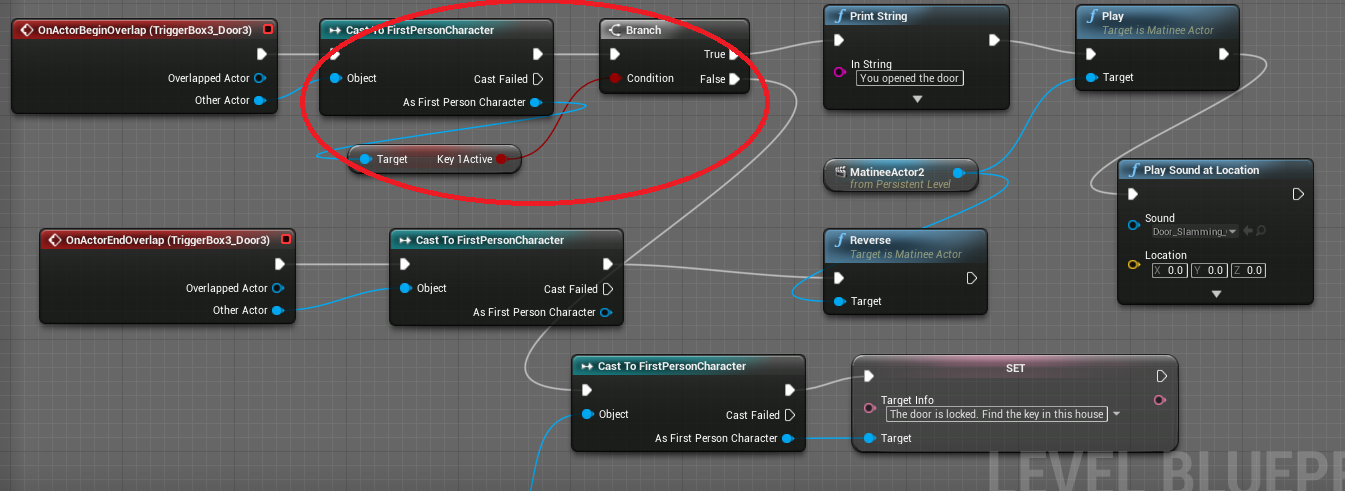 OnActorBeginOverlap (TriggerBox3_Door3)
Overlapped Actor
Other Actor
Cast To FirstPersonCharacter
Object
Cast Failed
As First Person Character
Branch
True
Condition
False
Target
Key 1Active
Print String
In String
You opened the door
Play
Target is Matinee Actor
Target
MatineeActor2
from Persistent Level
Play Sound at Location
Sound
Door_Slamming_
Location
X 0.0 Y 0.0 Z 0.0
OnActorEndOverlap (TriggerBox3_Door3)
Overlapped Actor
Other Actor
Cast To FirstPersonCharacter
Object
Cast Failed
As First Person Character
Reverse
Target is Matinee Actor
Target
Cast To FirstPersonCharacter
Object
Cast Failed
As First Person Character
SET
Target Info
The door is locked. Find the key in this house
Target
LEVEL